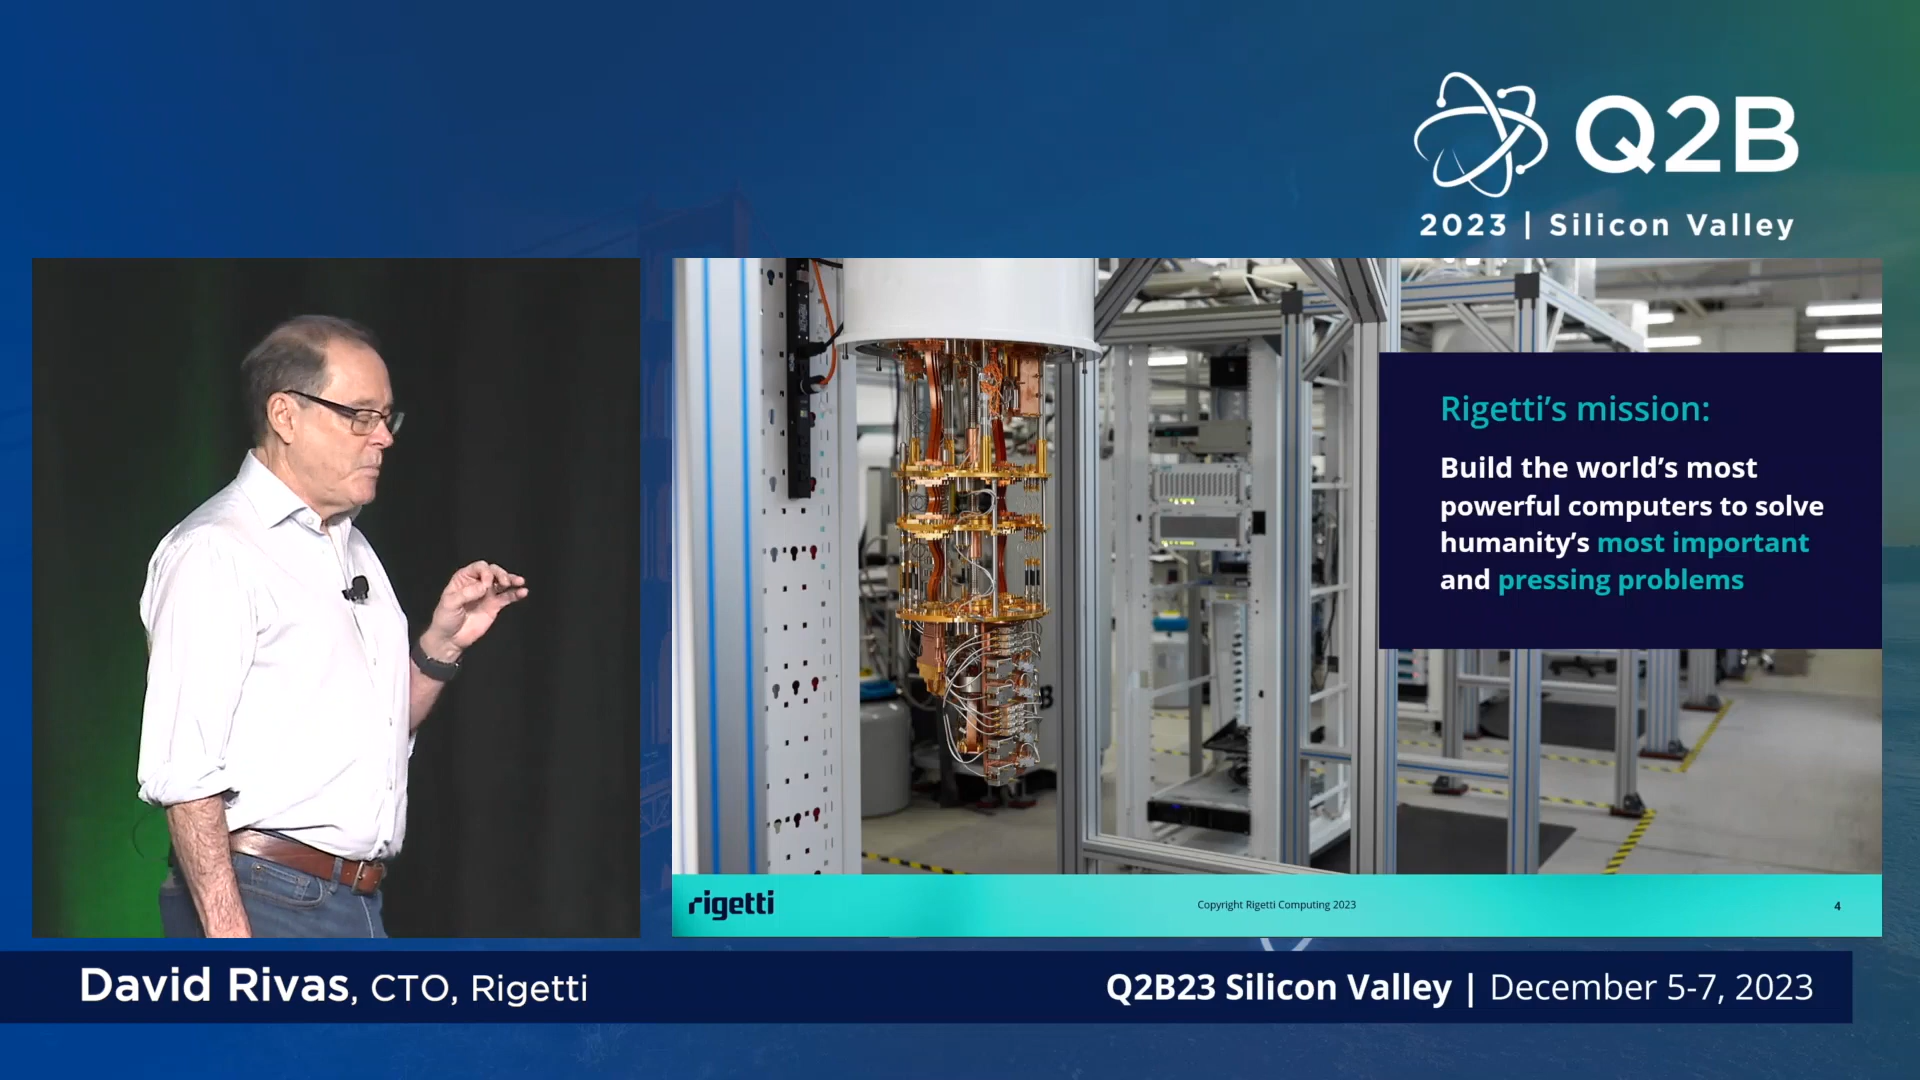 Q2B
2023 | Silicon Valley
Rigetti’s mission:
Build the world’s most
powerful computers to solve
humanity’s most important
and pressing problems
rigetti
Copyright Rigetti Computing 2023
4
David Rivas, CTO, Rigetti
Q2B23 Silicon Valley | December 5-7, 2023